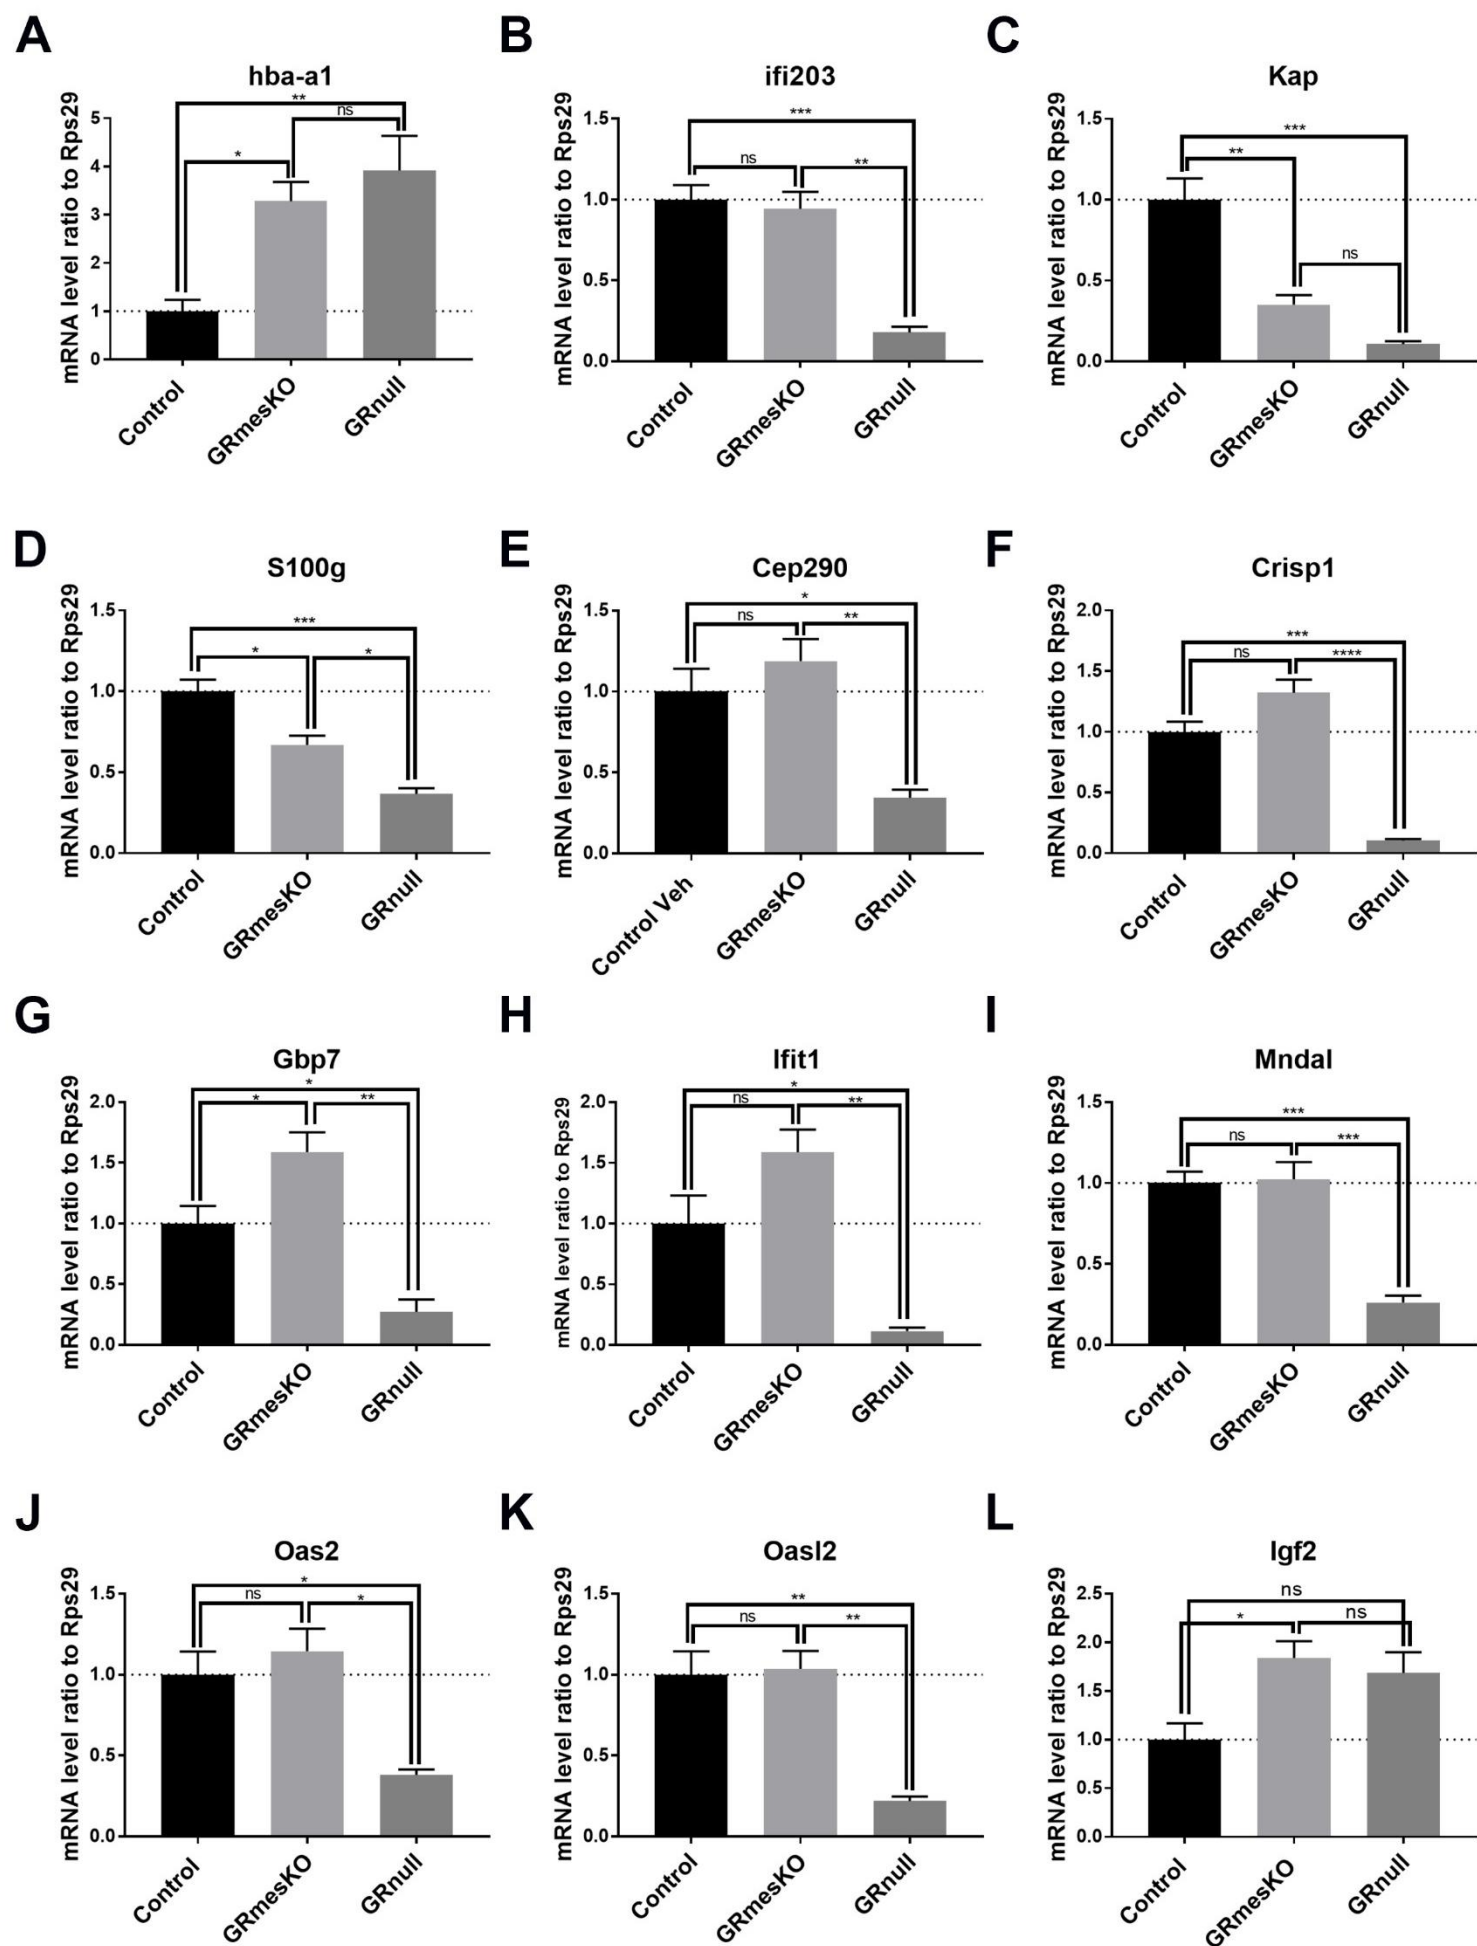 A
hba-a1
mRNA level ratio to Rps29
5
4
3
2
1
0
**
ns
*
Control
GRmesKO
GRnull
B
ifi203
mRNA level ratio to Rps29
1.5
1.0
0.5
0.0
***
ns
**
Control
GRmesKO
GRnull
C
Kap
mRNA level ratio to Rps29
1.5
1.0
0.5
0.0
***
**
ns
Control
GRmesKO
GRnull
D
S100g
mRNA level ratio to Rps29
1.5
1.0
0.5
0.0
***
*
*
Control
GRmesKO
GRnull
E
Cep290
mRNA level ratio to Rps29
1.5
1.0
0.5
0.0
*
ns
**
Control Veh
GRmesKO
GRnull
F
Crisp1
mRNA level ratio to Rps29
2.0
1.5
1.0
0.5
0.0
***
ns
****
Control
GRmesKO
GRnull
G
Gbp7
mRNA level ratio to Rps29
2.0
1.5
1.0
0.5
0.0
*
*
**
Control
GRmesKO
GRnull
H
Ifit1
mRNA level ratio to Rps29
2.0
1.5
1.0
0.5
0.0
*
ns
**
Control
GRmesKO
GRnull
I
Mndal
mRNA level ratio to Rps29
1.5
1.0
0.5
0.0
***
ns
***
Control
GRmesKO
GRnull
J
Oas2
mRNA level ratio to Rps29
1.5
1.0
0.5
0.0
*
ns
*
Control
GRmesKO
GRnull
K
Oasl2
mRNA level ratio to Rps29
1.5
1.0
0.5
0.0
**
ns
**
Control
GRmesKO
GRnull
L
Igf2
mRNA level ratio to Rps29
2.5
2.0
1.5
1.0
0.5
0.0
ns
*
ns
Control
GRmesKO
GRnull